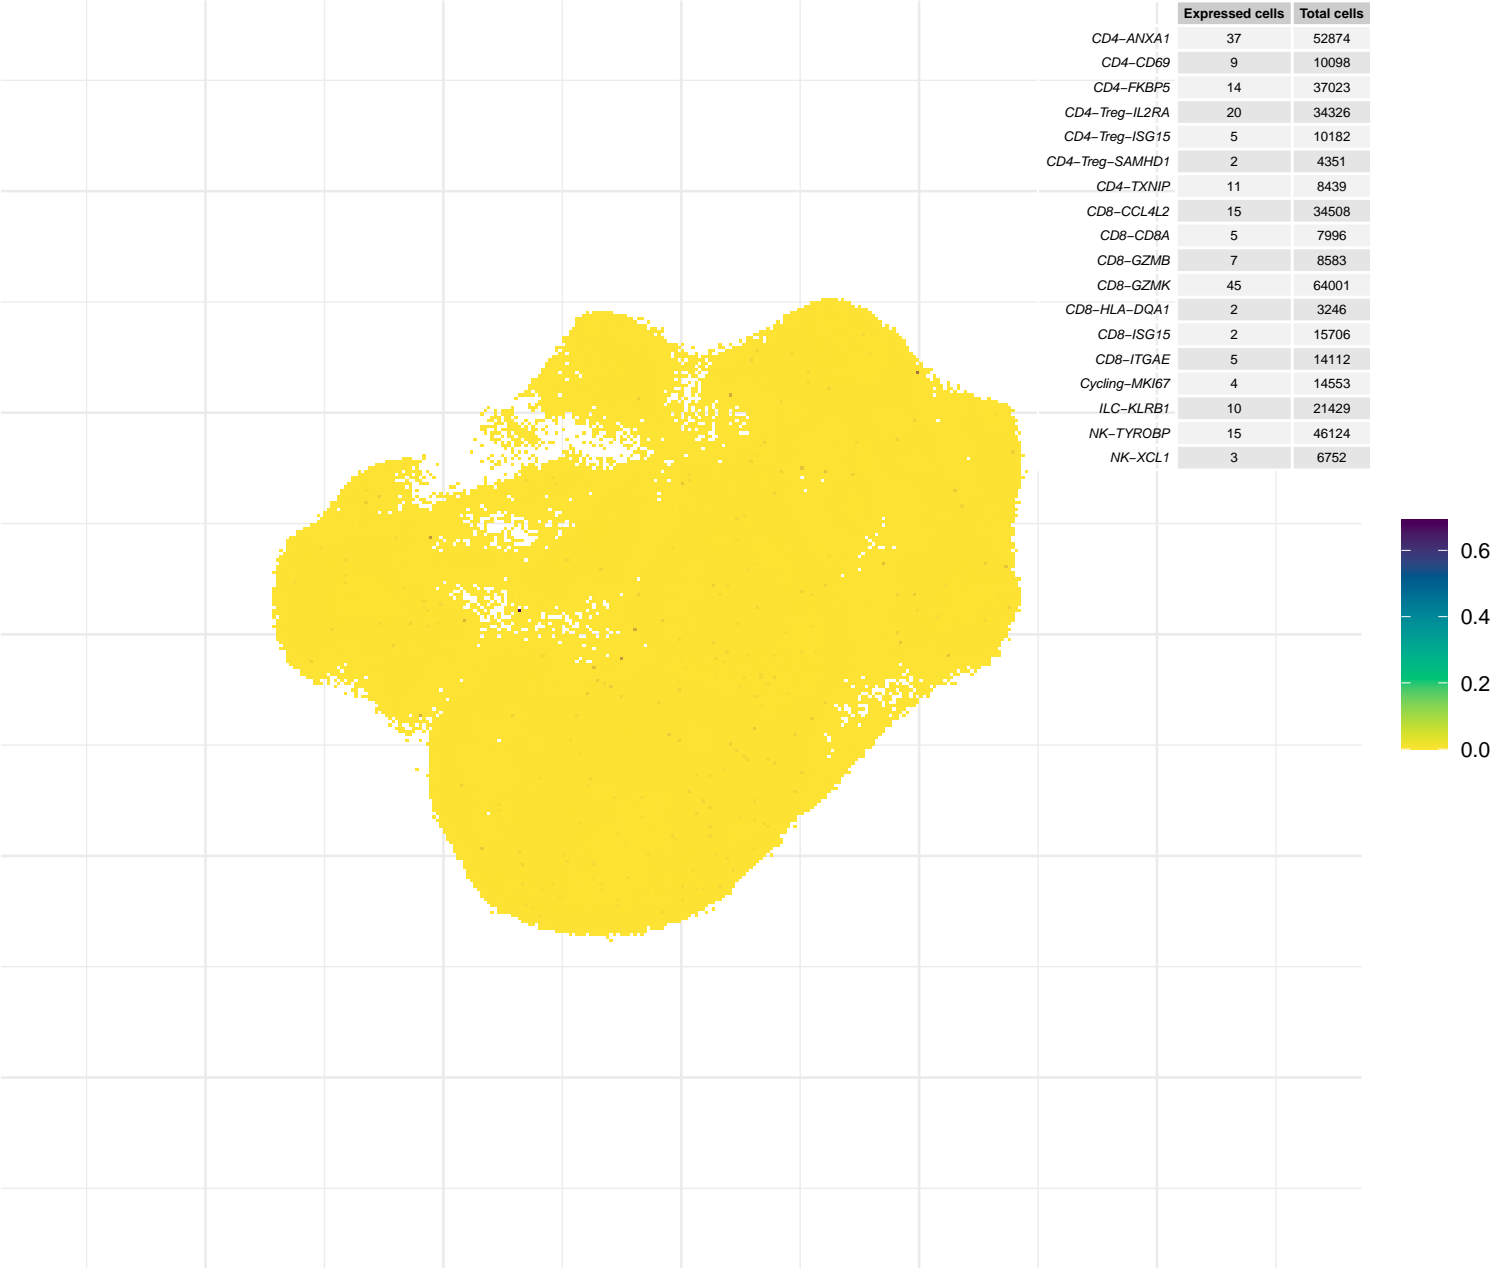 Expressed cells Total cells
CD4−ANXA1 37 52874
CD4−CD69 9 10098
CD4−FKBP5 14 37023
CD4−Treg−IL2RA 20 34326
CD4−Treg−ISG15 5 10182
CD4−Treg−SAMHD1 2 4351
CD4−TXNIP 11 8439
CD8−CCL4L2 15 34508
CD8−CD8A 5 7996
CD8−GZMB 7 8583
CD8−GZMK 45 64001
CD8−HLA−DQA1 2 3246
CD8−ISG15 2 15706
CD8−ITGAE 5 14112
Cycling−MKI67 4 14553
ILC−KLRB1 10 21429
NK−TYROBP 15 46124
NK−XCL1 3 6752
0.6
0.4
0.2
0.0